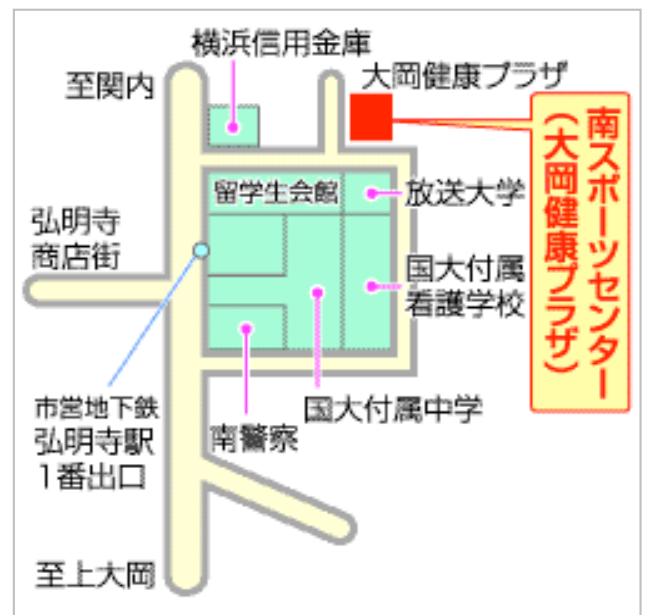 横浜信用金庫
至関内
大岡健康プラザ
南スポーツセンター
（大岡健康プラザ）
留学生会館
放送大学
弘明寺
商店街
国大付属
看護学校
市営地下鉄
弘明寺駅
1番出口
南警察
国大付属中学
至上大岡